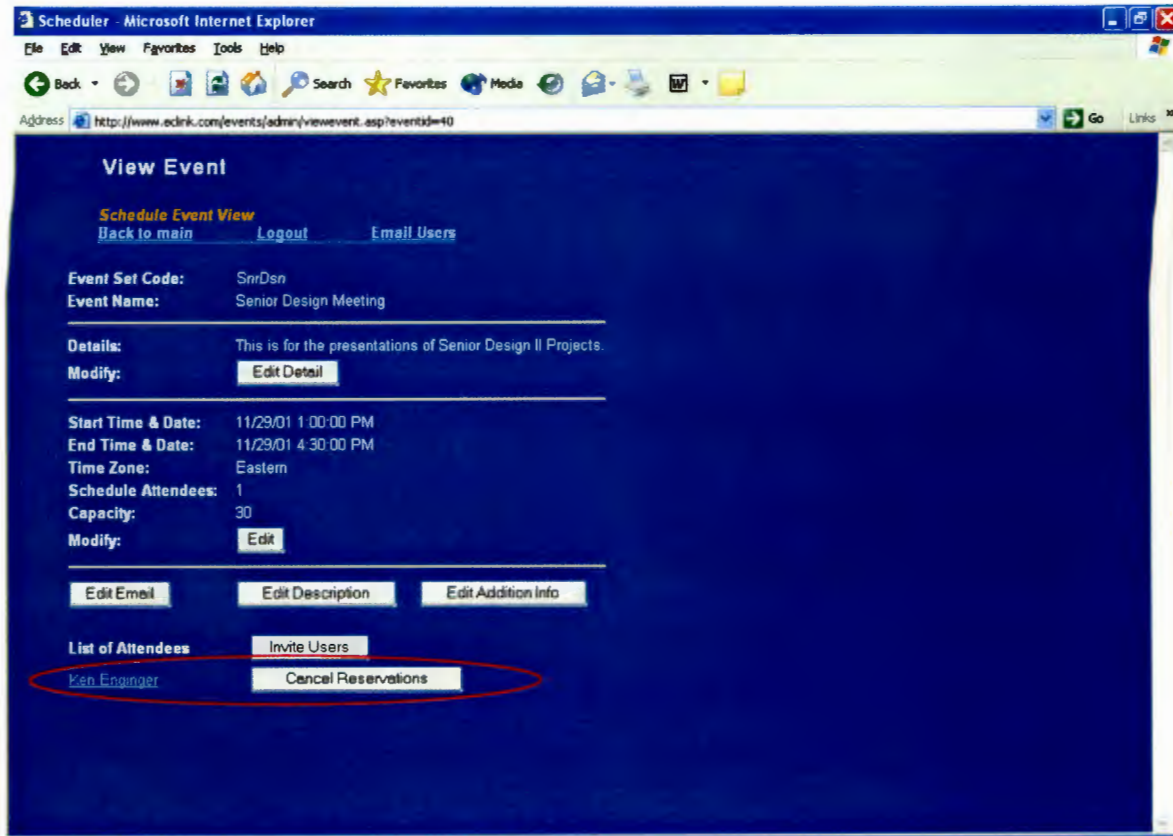 Scheduler - Microsoft Internet Explorer
File Edit View Favorites Tools Help
Back Search Favorites Media W
Address http://www.eclink.com/events/admin/viewevent.asp?eventid=40 Go Links »
View Event
Schedule Event View
Back to main Logout Email Users
Event Set Code: SnrDsn
Event Name: Senior Design Meeting
Details: This is for the presentations of Senior Design II Projects.
Modify: Edit Detail
Start Time & Date: 11/29/01 1:00:00 PM
End Time & Date: 11/29/01 4:30:00 PM
Time Zone: Eastern
Schedule Attendees: 1
Capacity: 30
Modify: Edit
Edit Email Edit Description Edit Addition Info
List of Attendees Invite Users
Ken Enginger Cancel Reservations